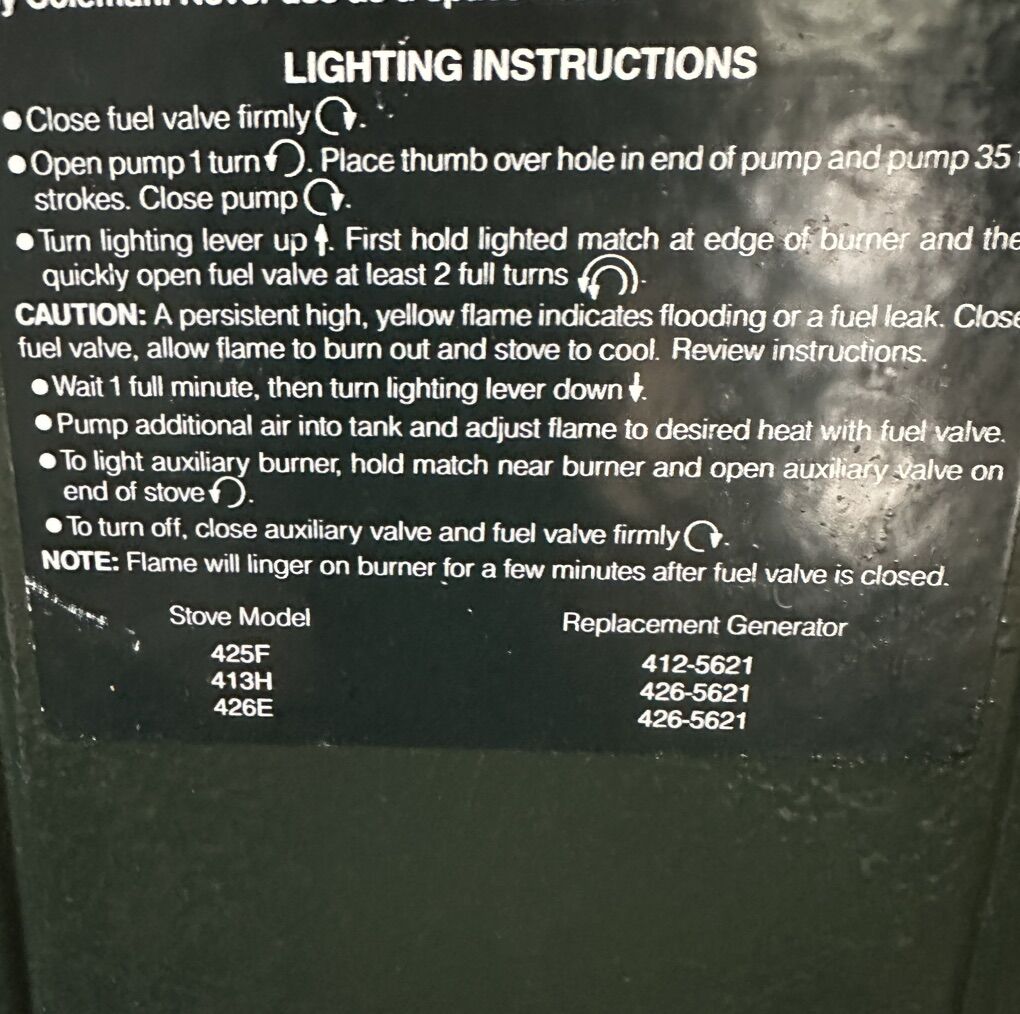 LIGHTING INSTRUCTIONS
• Close fuel valve firmly.
• Open pump 1 turn. Place thumb over hole in end of pump and pump 35
strokes. Close pump.
• Turn lighting lever up. First hold lighted match at edge of burner and the
quickly open fuel valve at least 2 full turns.
CAUTION: A persistent high, yellow flame indicates flooding or a fuel leak. Close
fuel valve, allow flame to burn out and stove to cool. Review instructions.
• Wait 1 full minute, then turn lighting lever down.
• Pump additional air into tank and adjust flame to desired heat with fuel valve.
• To light auxiliary burner, hold match near burner and open auxiliary valve on
end of stove.
• To turn off, close auxiliary valve and fuel valve firmly.
NOTE: Flame will linger on burner for a few minutes after fuel valve is closed.
Stove Model Replacement Generator
425F 412-5621
413H 426-5621
426E 426-5621